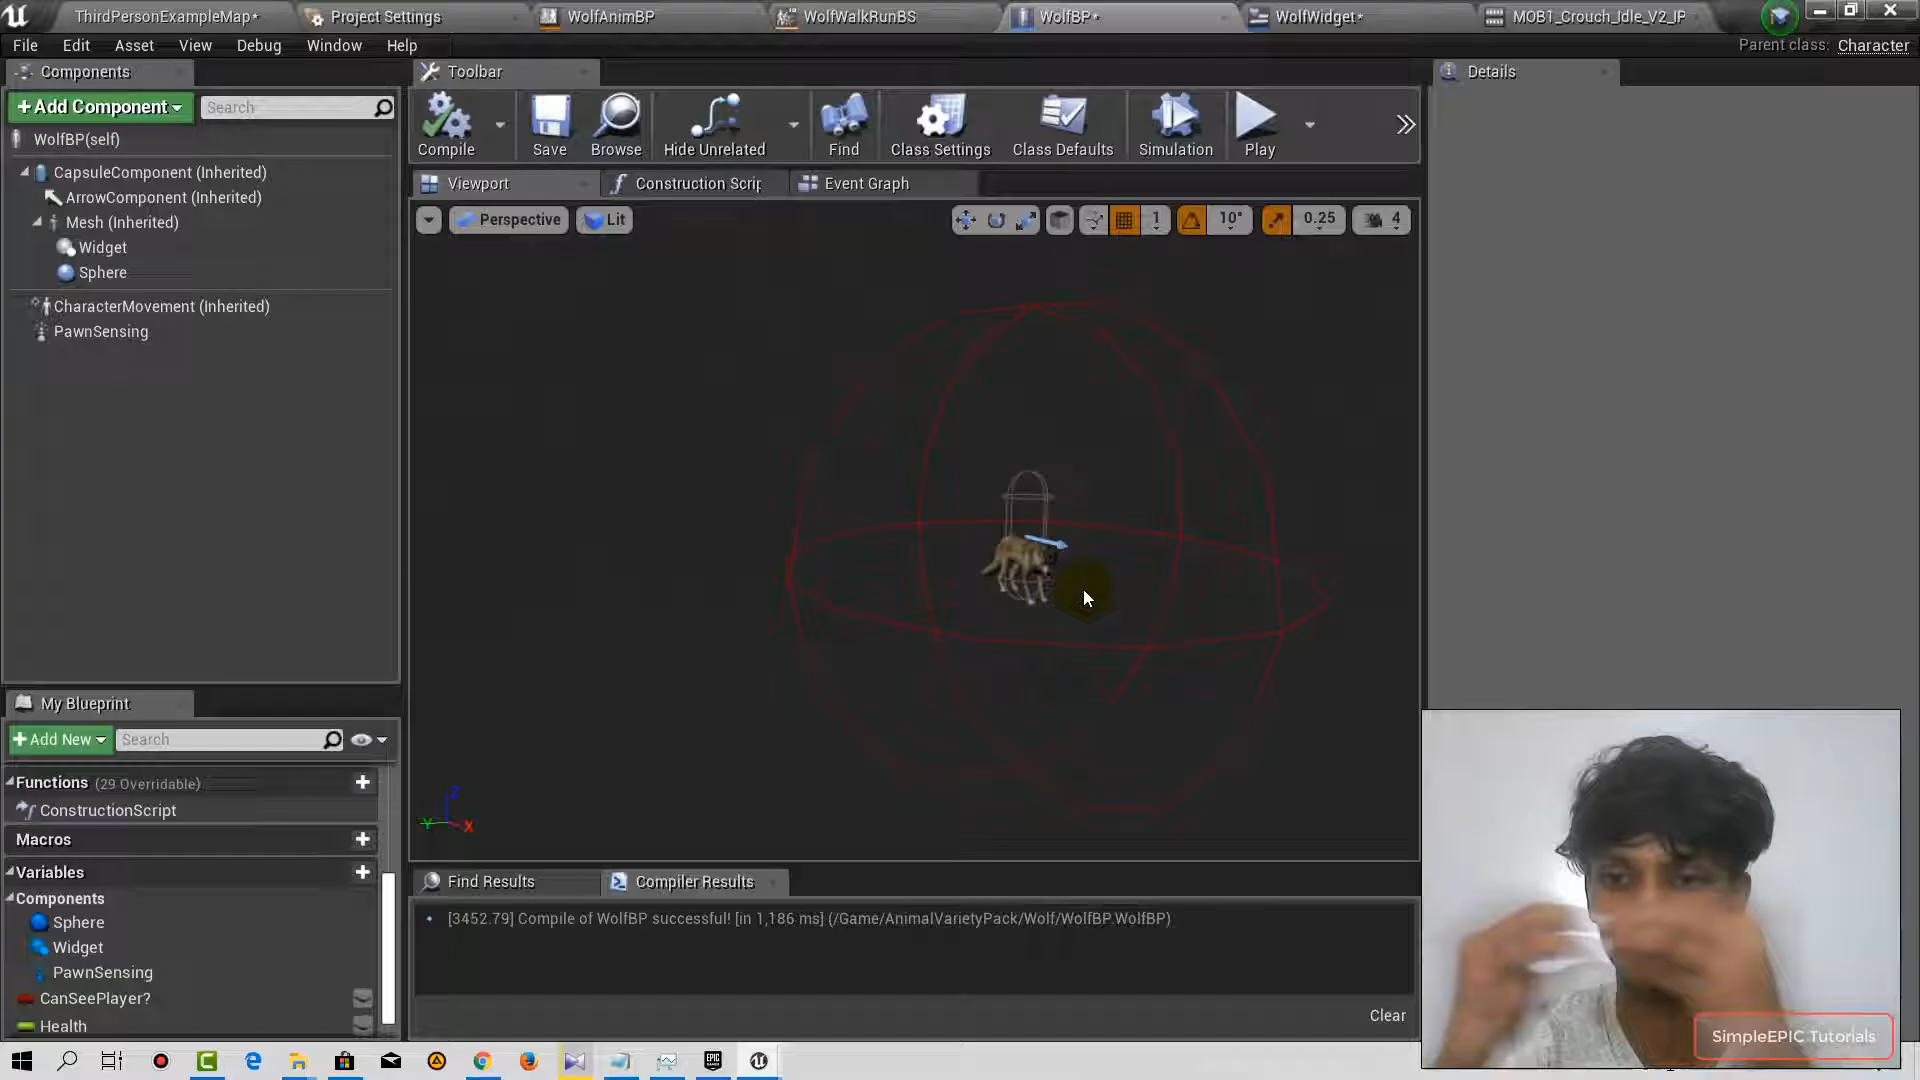 ThirdPersonExampleMap*
Project Settings
WolfAnimBP
WolfWalkRunBS
WolfBP*
WolfWidget*
MOB1_Crouch_Idle_V2_IP
File Edit Asset View Debug Window Help
Parent class: Character
Components
Toolbar
Details
+Add Component
Search
WolfBP(self)
Compile
Save
Browse
Hide Unrelated
Find
Class Settings
Class Defaults
Simulation
Play
CapsuleComponent (Inherited)
ArrowComponent (Inherited)
Mesh (Inherited)
Widget
Sphere
CharacterMovement (Inherited)
PawnSensing
Viewport
Construction Scrip
Event Graph
Perspective
Lit
1
10°
0.25
4
Z
Y
X
My Blueprint
+Add New
Search
Functions (29 Overridable)
ConstructionScript
Macros
Variables
Components
Sphere
Widget
PawnSensing
CanSeePlayer?
Health
Find Results
Compiler Results
[3452.79] Compile of WolfBP successful! [in 1,186 ms] (/Game/AnimalVarietyPack/Wolf/WolfBP.WolfBP)
Clear
SimpleEPIC Tutorials